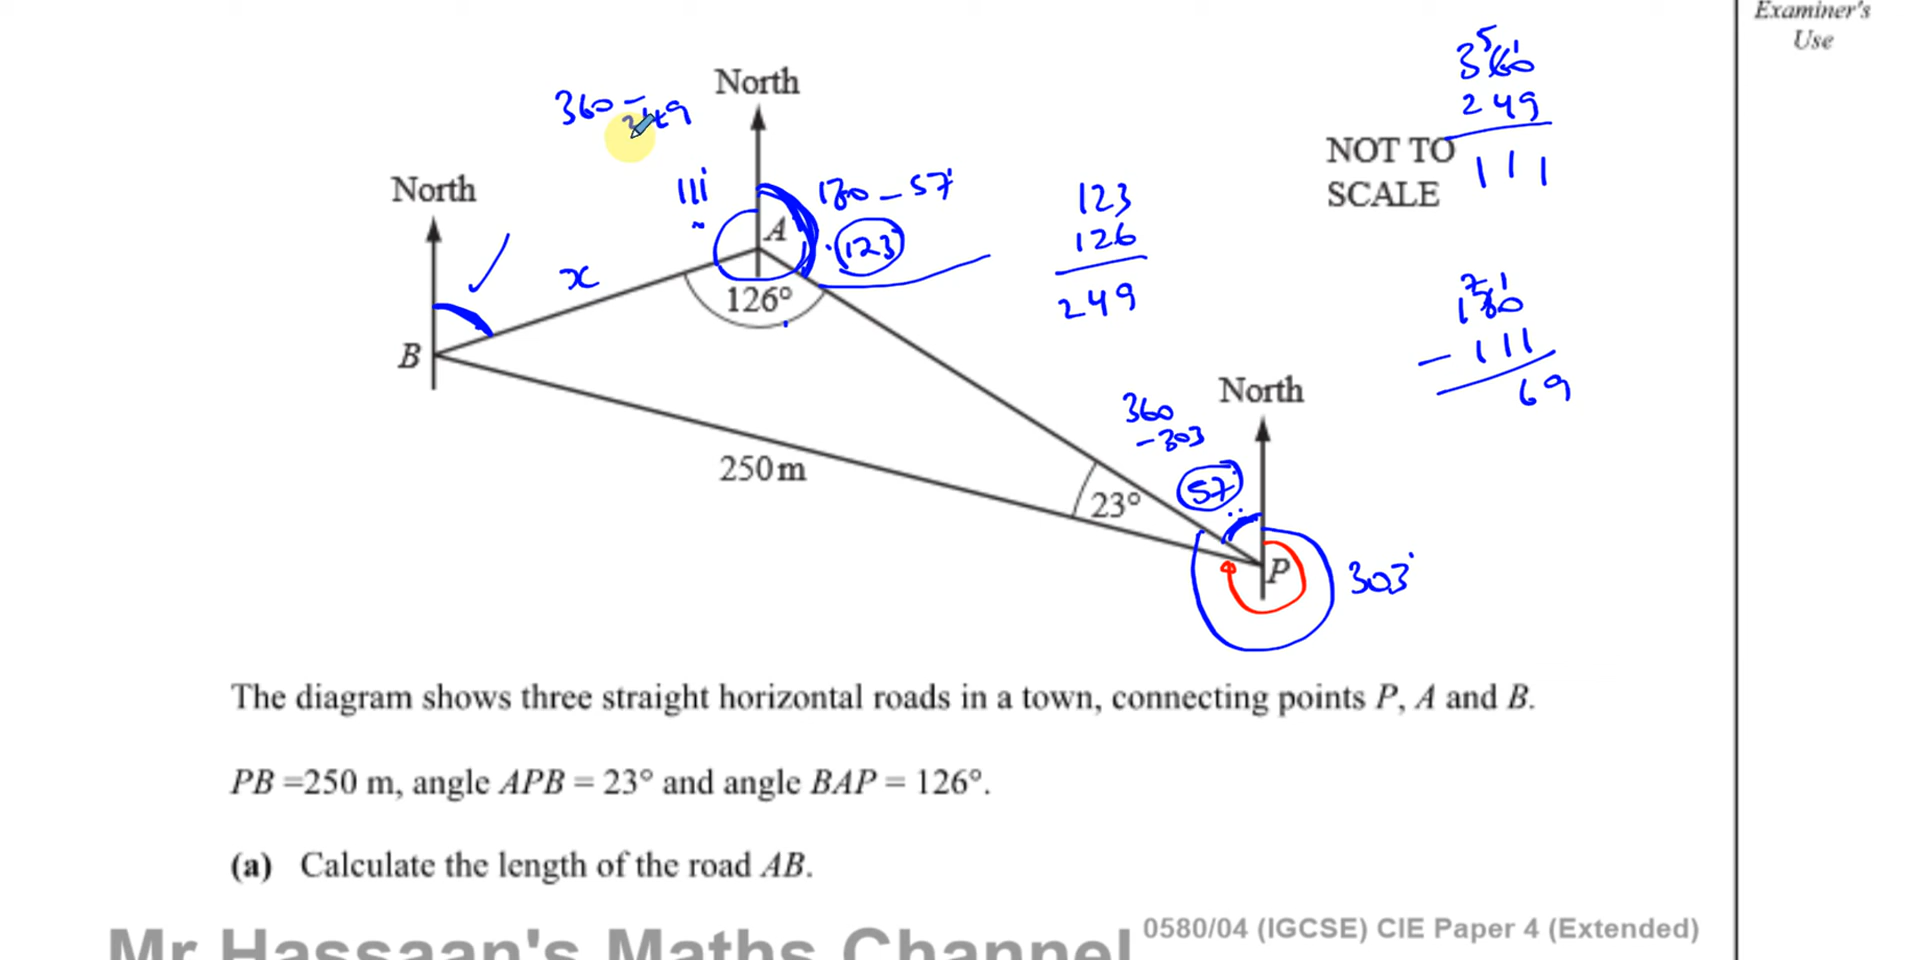 Examiner's
Use
North
360 -
249
360
249
111
NOT TO
SCALE
North
111°
180 - 57°
123°
A
x
126°
123
126
249
180
- 111
69
B
North
360
- 303
57°
250 m
23°
P
303°
The diagram shows three straight horizontal roads in a town, connecting points P, A and B.
PB =250 m, angle APB = 23° and angle BAP = 126°.
(a) Calculate the length of the road AB.
Mr Hassaan's Maths Channel
0580/04 (IGCSE) CIE Paper 4 (Extended)